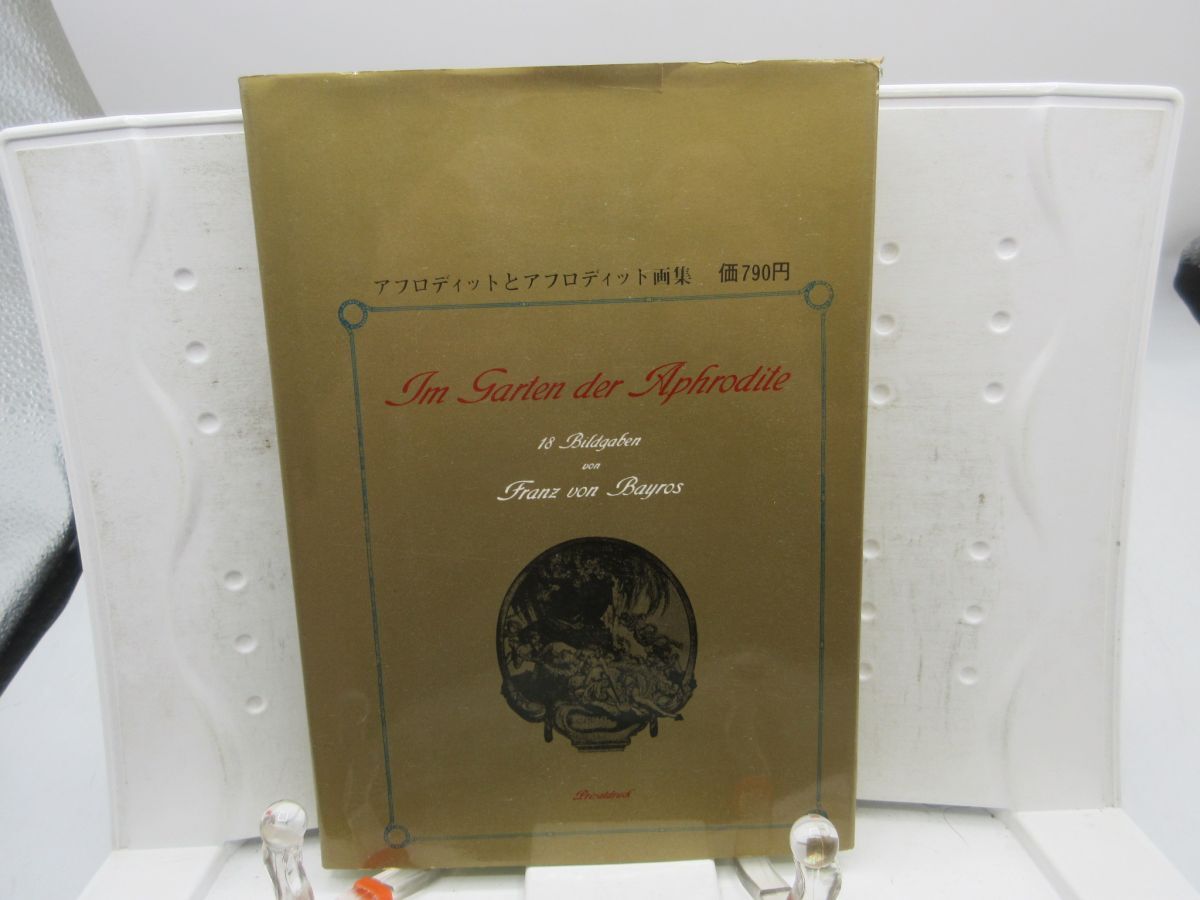 アフロディットとアフロディット画集 価790円
Im Garten der Aphrodite
18 Bildgaben
von
Franz von Bayros
Privatdruck